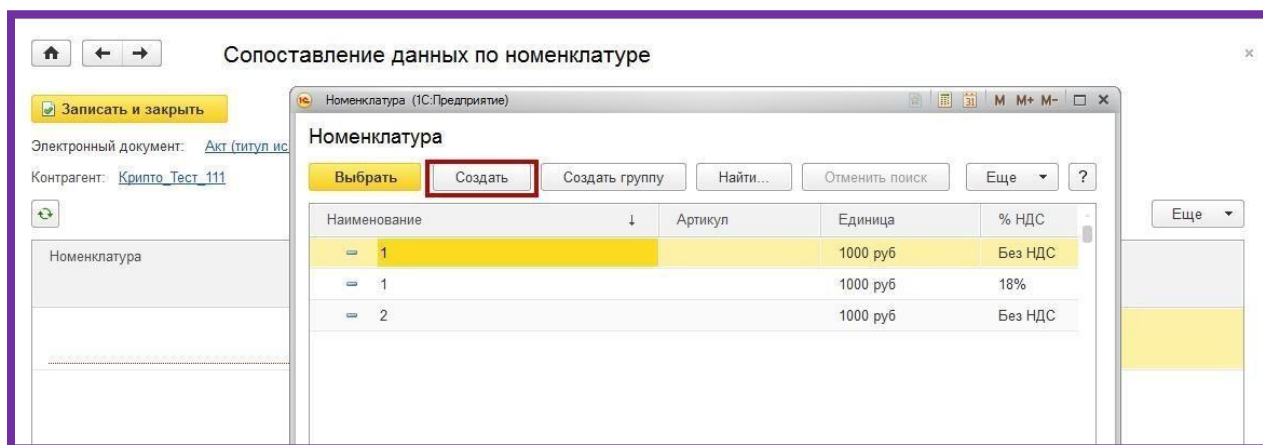 Сопоставление данных по номенклатуре
Записать и закрыть
Электронный документ: Акт (титул ис
Контрагент: Крипто_Тест_111
Еще
Номенклатура
1С Номенклатура (1С:Предприятие) 31 M M+ M-
Номенклатура
Выбрать Создать Создать группу Найти... Отменить поиск Еще ?
Наименование ↓ Артикул Единица % НДС
1 1000 руб Без НДС
1 1000 руб 18%
2 1000 руб Без НДС